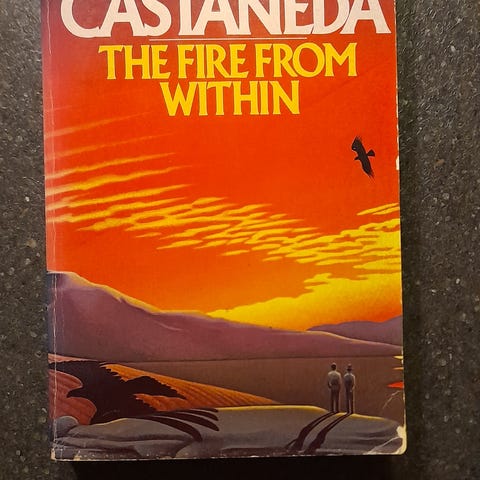 CASTANEDA
THE FIRE FROM
WITHIN